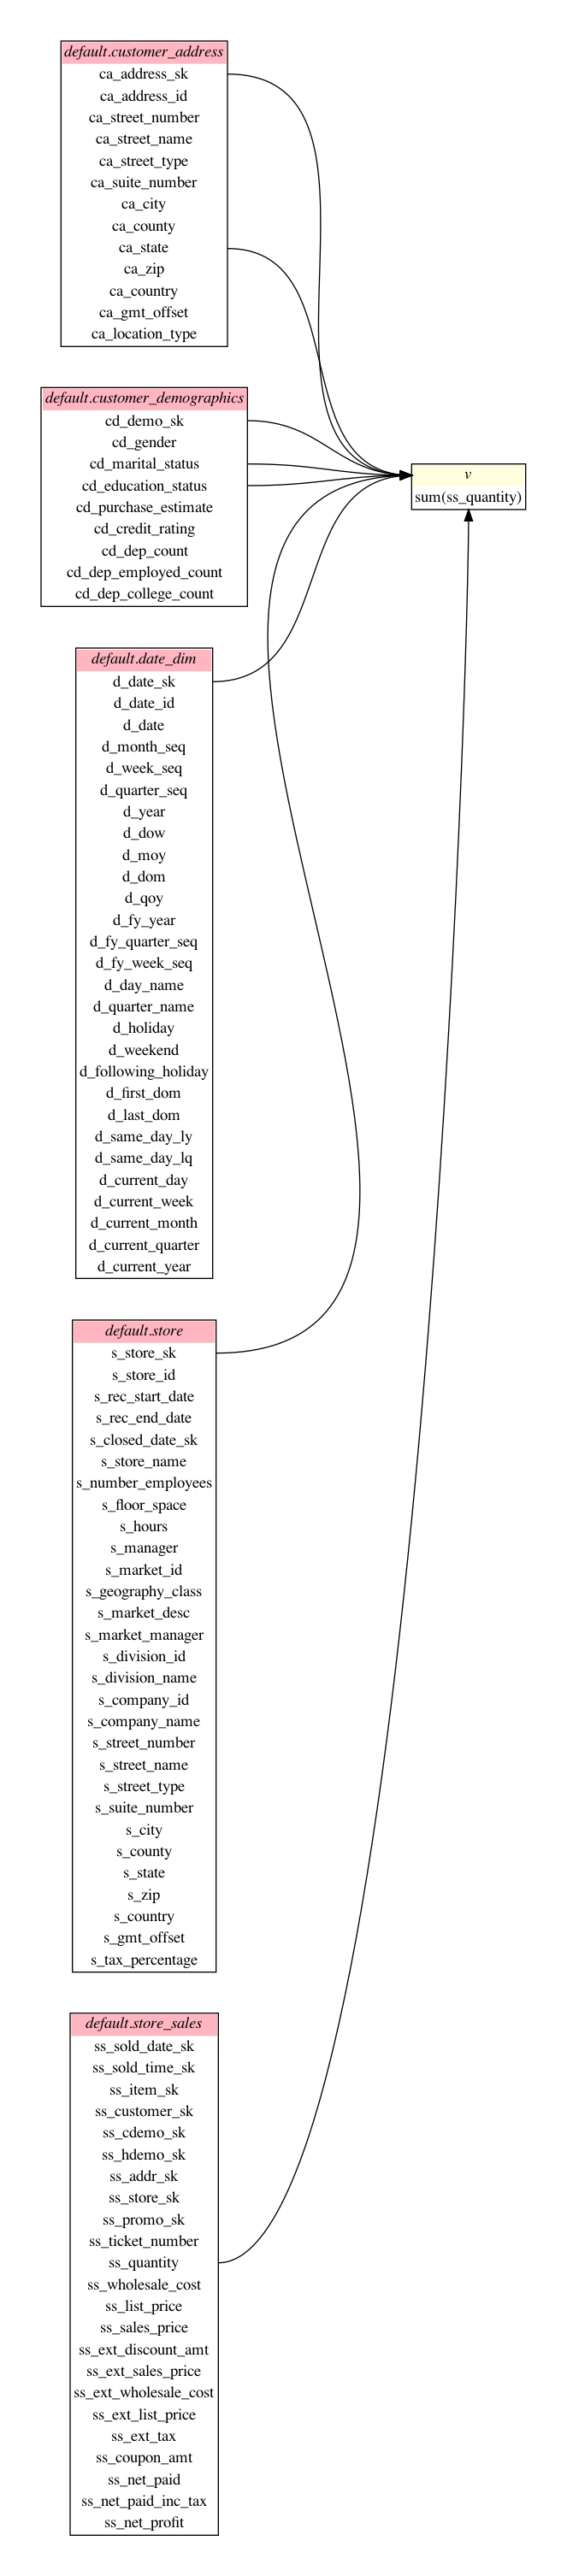 default.customer_address
ca_address_sk
ca_address_id
ca_street_number
ca_street_name
ca_street_type
ca_suite_number
ca_city
ca_county
ca_state
ca_zip
ca_country
ca_gmt_offset
ca_location_type
default.customer_demographics
cd_demo_sk
cd_gender
cd_marital_status
cd_education_status
cd_purchase_estimate
cd_credit_rating
cd_dep_count
cd_dep_employed_count
cd_dep_college_count
v
sum(ss_quantity)
default.date_dim
d_date_sk
d_date_id
d_date
d_month_seq
d_week_seq
d_quarter_seq
d_year
d_dow
d_moy
d_dom
d_qoy
d_fy_year
d_fy_quarter_seq
d_fy_week_seq
d_day_name
d_quarter_name
d_holiday
d_weekend
d_following_holiday
d_first_dom
d_last_dom
d_same_day_ly
d_same_day_lq
d_current_day
d_current_week
d_current_month
d_current_quarter
d_current_year
default.store
s_store_sk
s_store_id
s_rec_start_date
s_rec_end_date
s_closed_date_sk
s_store_name
s_number_employees
s_floor_space
s_hours
s_manager
s_market_id
s_geography_class
s_market_desc
s_market_manager
s_division_id
s_division_name
s_company_id
s_company_name
s_street_number
s_street_name
s_street_type
s_suite_number
s_city
s_county
s_state
s_zip
s_country
s_gmt_offset
s_tax_percentage
default.store_sales
ss_sold_date_sk
ss_sold_time_sk
ss_item_sk
ss_customer_sk
ss_cdemo_sk
ss_hdemo_sk
ss_addr_sk
ss_store_sk
ss_promo_sk
ss_ticket_number
ss_quantity
ss_wholesale_cost
ss_list_price
ss_sales_price
ss_ext_discount_amt
ss_ext_sales_price
ss_ext_wholesale_cost
ss_ext_list_price
ss_ext_tax
ss_coupon_amt
ss_net_paid
ss_net_paid_inc_tax
ss_net_profit